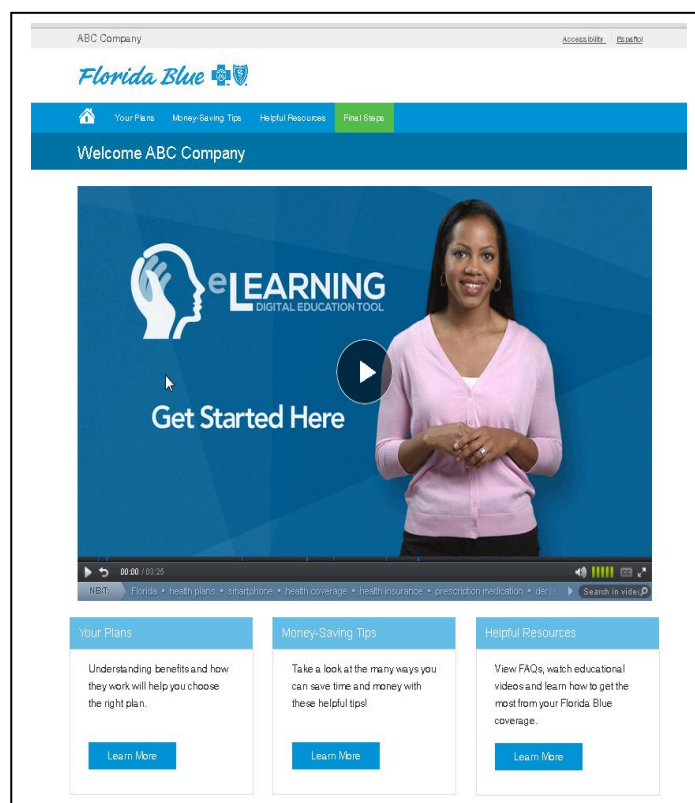 ABC Company
Accessibility Español
Florida Blue
Your Plans Money-Saving Tips Helpful Resources Final Steps
Welcome ABC Company
eLEARNING
DIGITAL EDUCATION TOOL
Get Started Here
00:00 / 03:25
CC
Florida • health plans • smartphone • health coverage • health insurance • prescription medication •
Search in video
Your Plans
Understanding benefits and how
they work will help you choose
the right plan.
Learn More
Money-Saving Tips
Take a look at the many ways you
can save time and money with
these helpful tips!
Learn More
Helpful Resources
View FAQs, watch educational
videos and learn how to get the
most from your Florida Blue
coverage.
Learn More